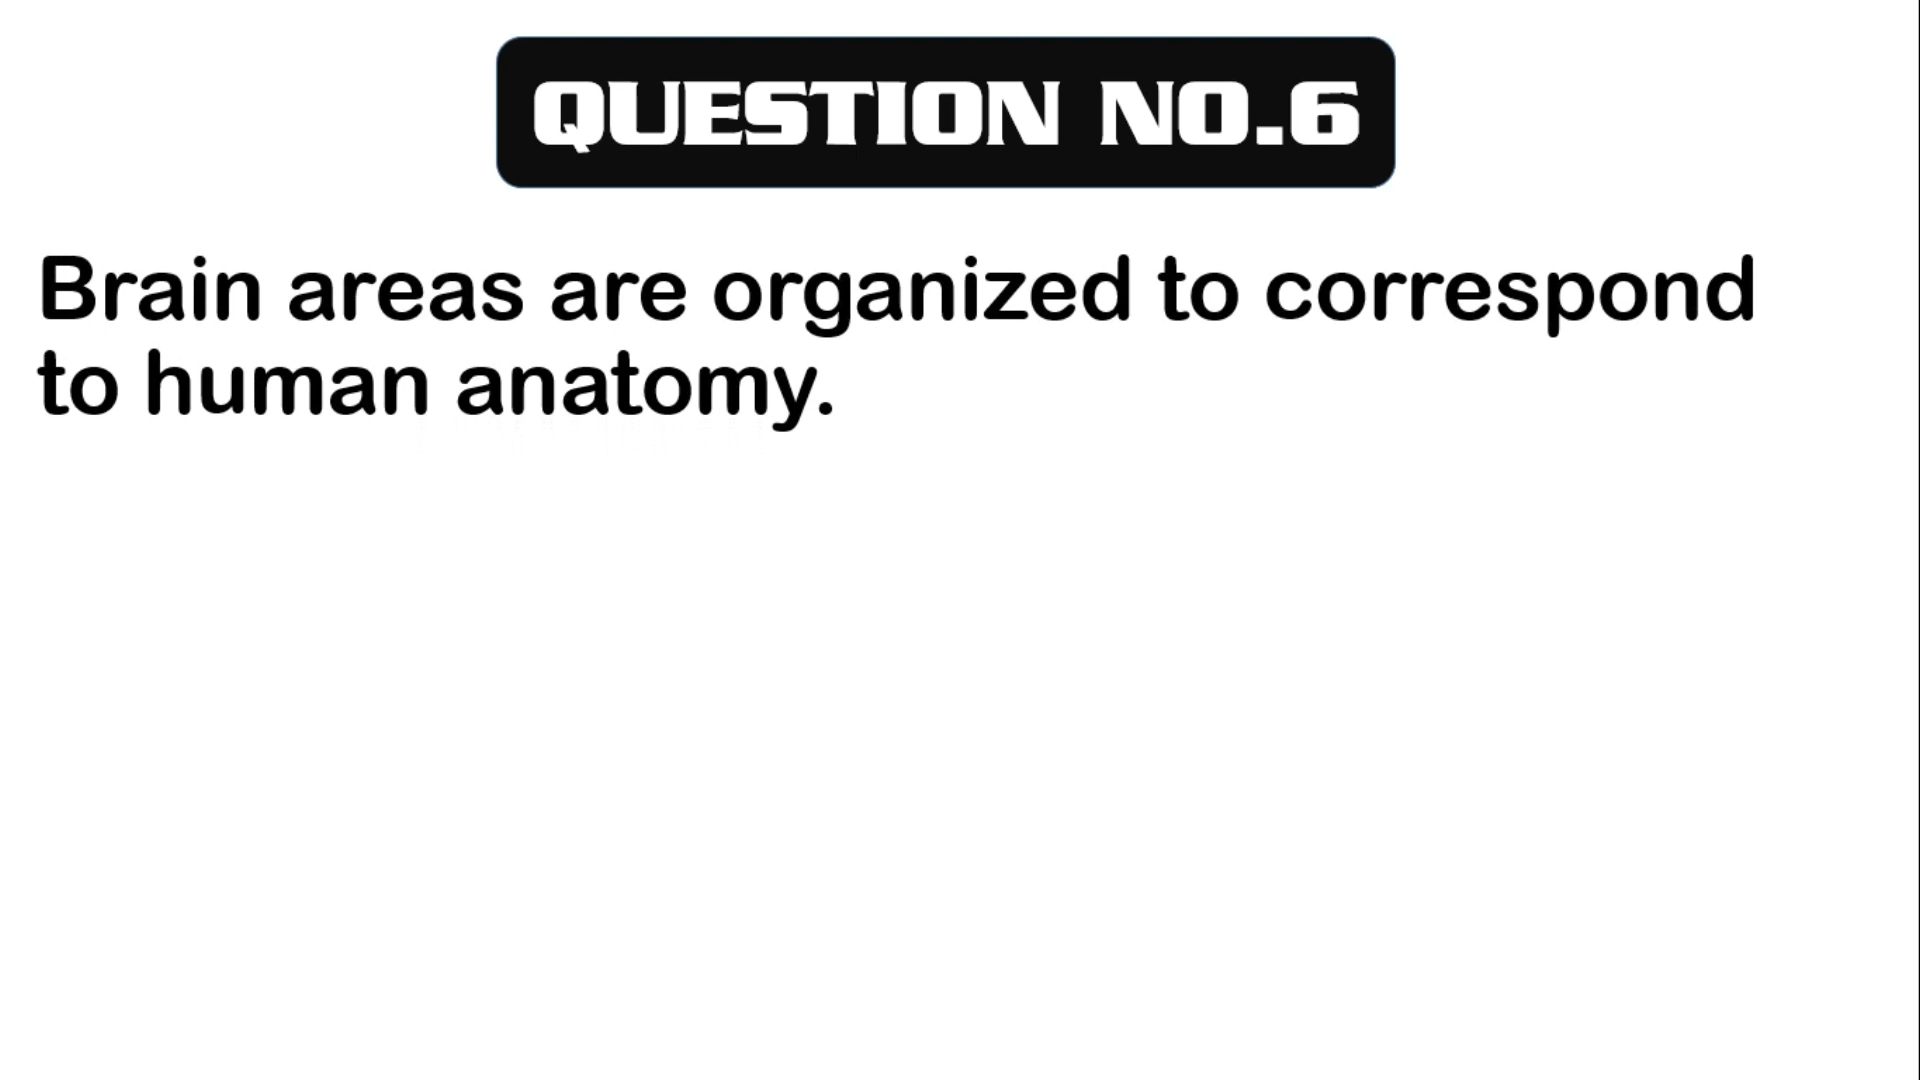 QUESTION NO.6
Brain areas are organized to correspond
to human anatomy.